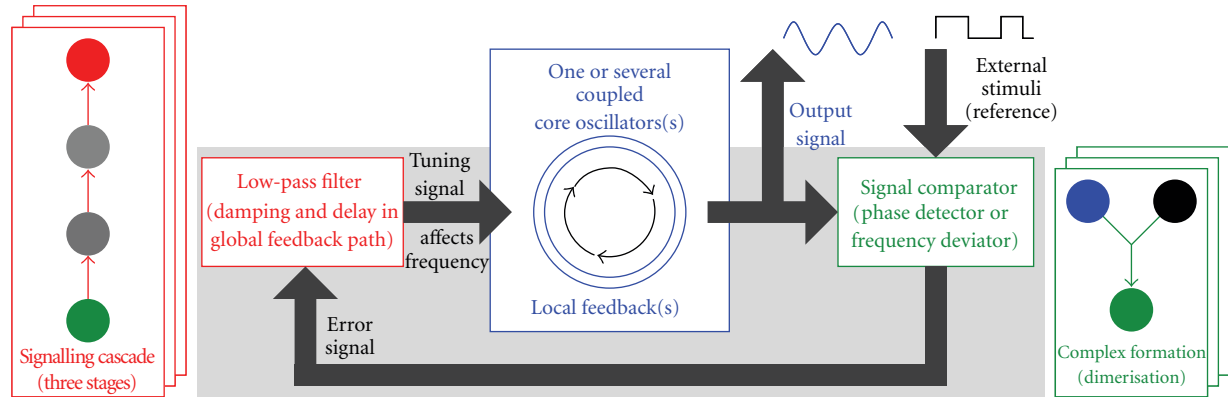 Signalling cascade
(three stages)
Low-pass filter
(damping and delay in
global feedback path)
Tuning
signal
affects
frequency
One or several
coupled
core oscillators(s)
Local feedback(s)
Output
signal
External
stimuli
(reference)
Signal comparator
(phase detector or
frequency deviator)
Error
signal
Complex formation
(dimerisation)